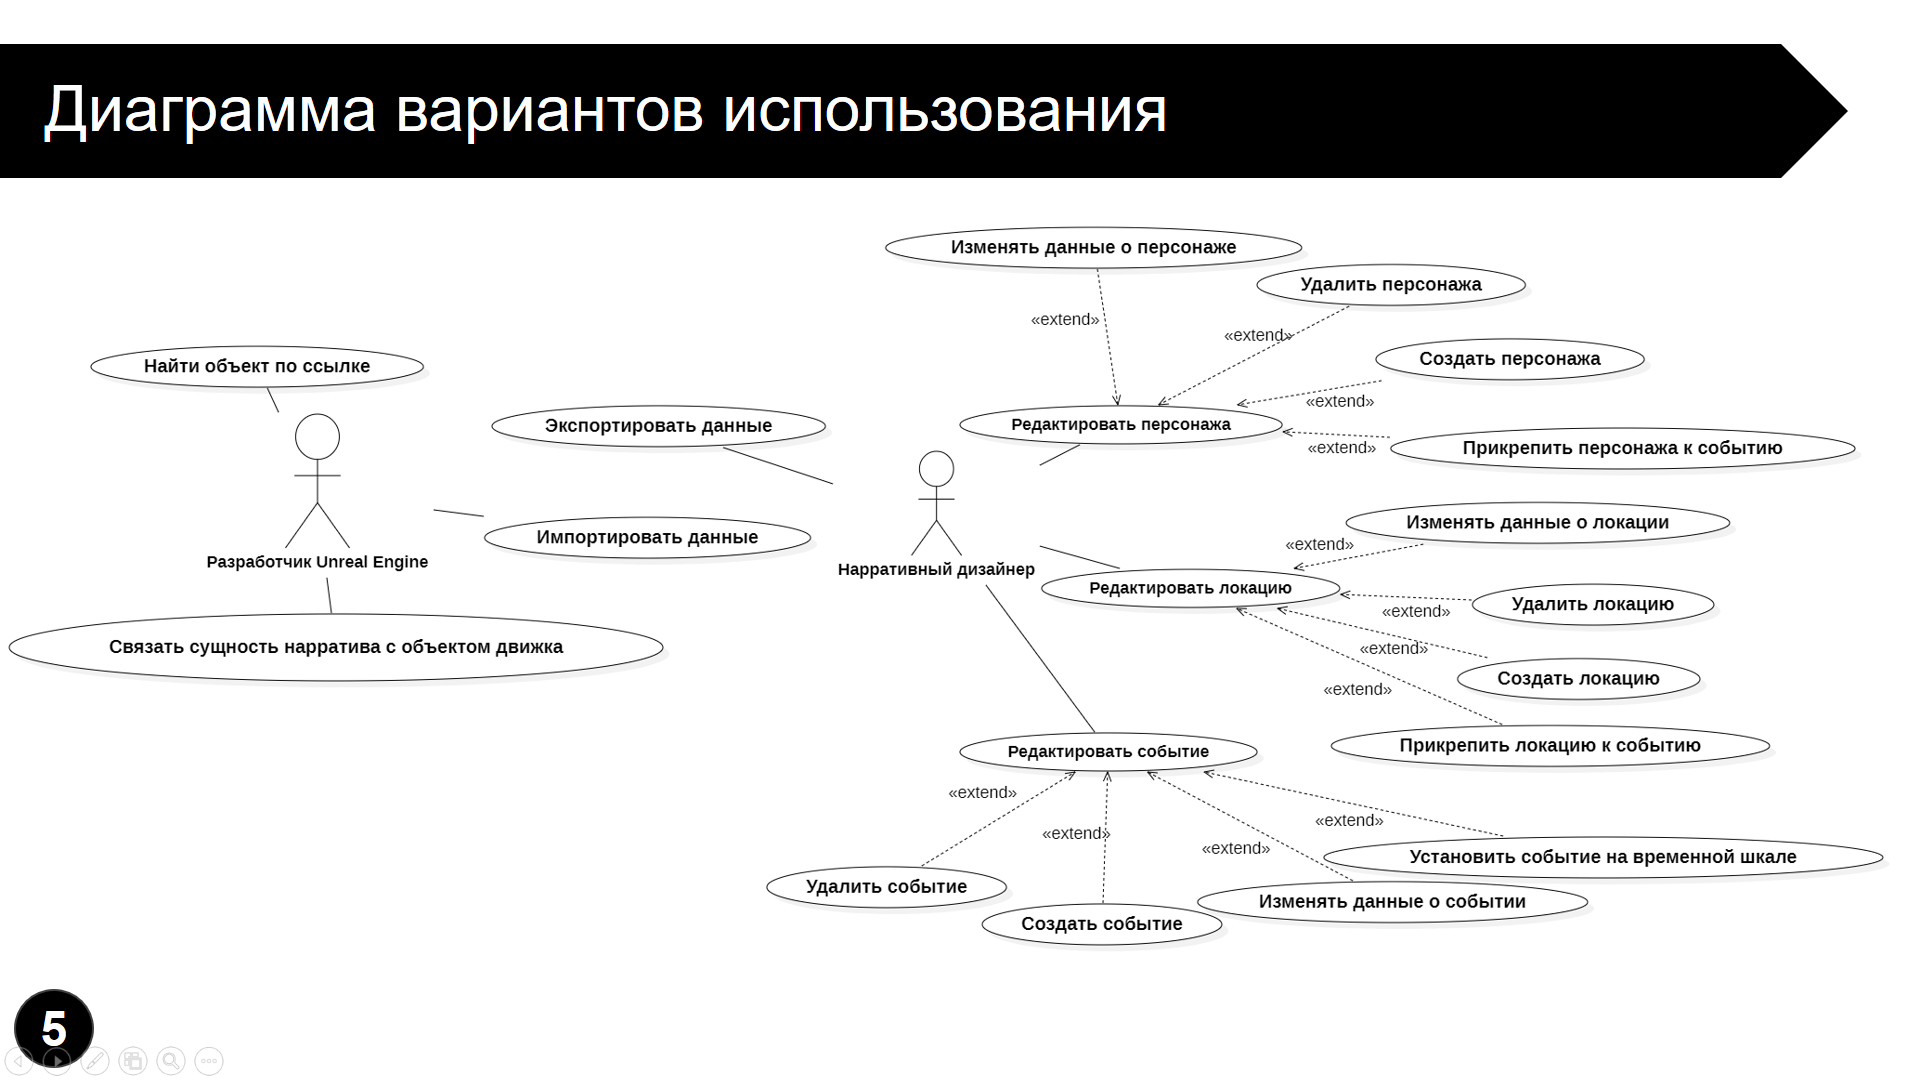 Диаграмма вариантов использования
Изменять данные о персонаже
Удалить персонажа
«extend»
«extend»
Создать персонажа
Найти объект по ссылке
«extend»
Экспортировать данные
Редактировать персонажа
Прикрепить персонажа к событию
«extend»
Изменять данные о локации
Импортировать данные
«extend»
Разработчик Unreal Engine
Нарративный дизайнер
Редактировать локацию
Удалить локацию
«extend»
Связать сущность нарратива с объектом движка
«extend»
Создать локацию
«extend»
Прикрепить локацию к событию
Редактировать событие
«extend»
«extend»
«extend»
«extend»
Установить событие на временной шкале
Удалить событие
Изменять данные о событии
Создать событие
5